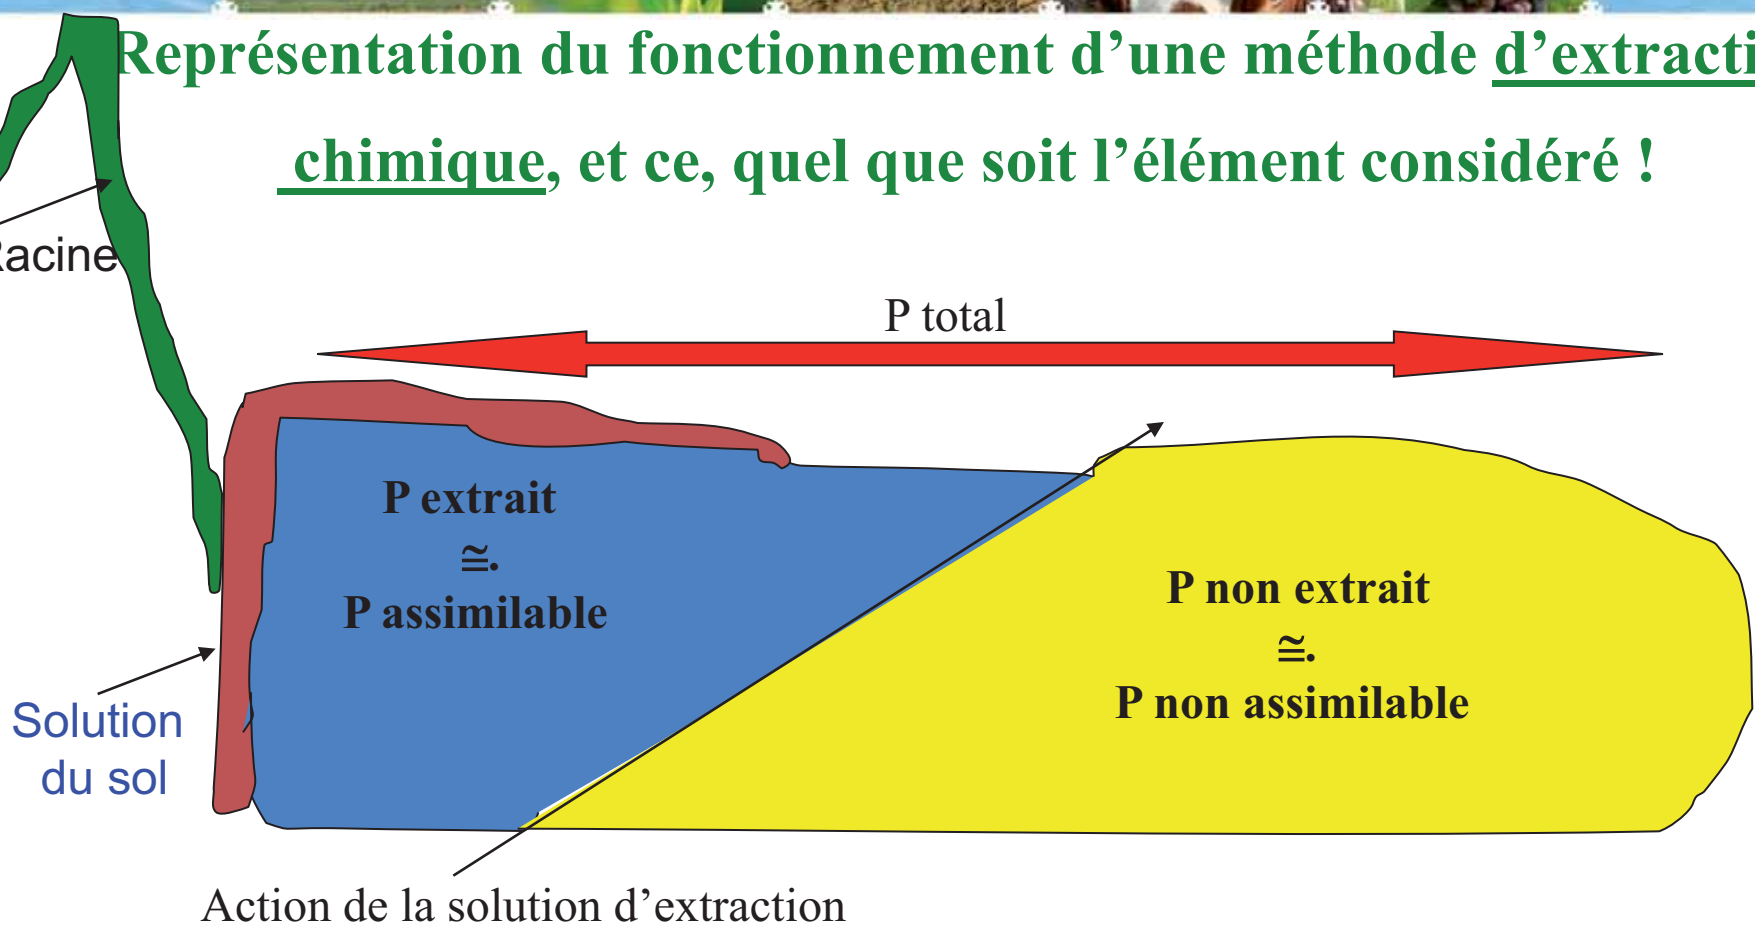 Représentation du fonctionnement d’une méthode d’extracti
chimique, et ce, quel que soit l’élément considéré !
Racine
P total
P extrait
≅.
P assimilable
P non extrait
≅.
P non assimilable
Solution
du sol
Action de la solution d’extraction